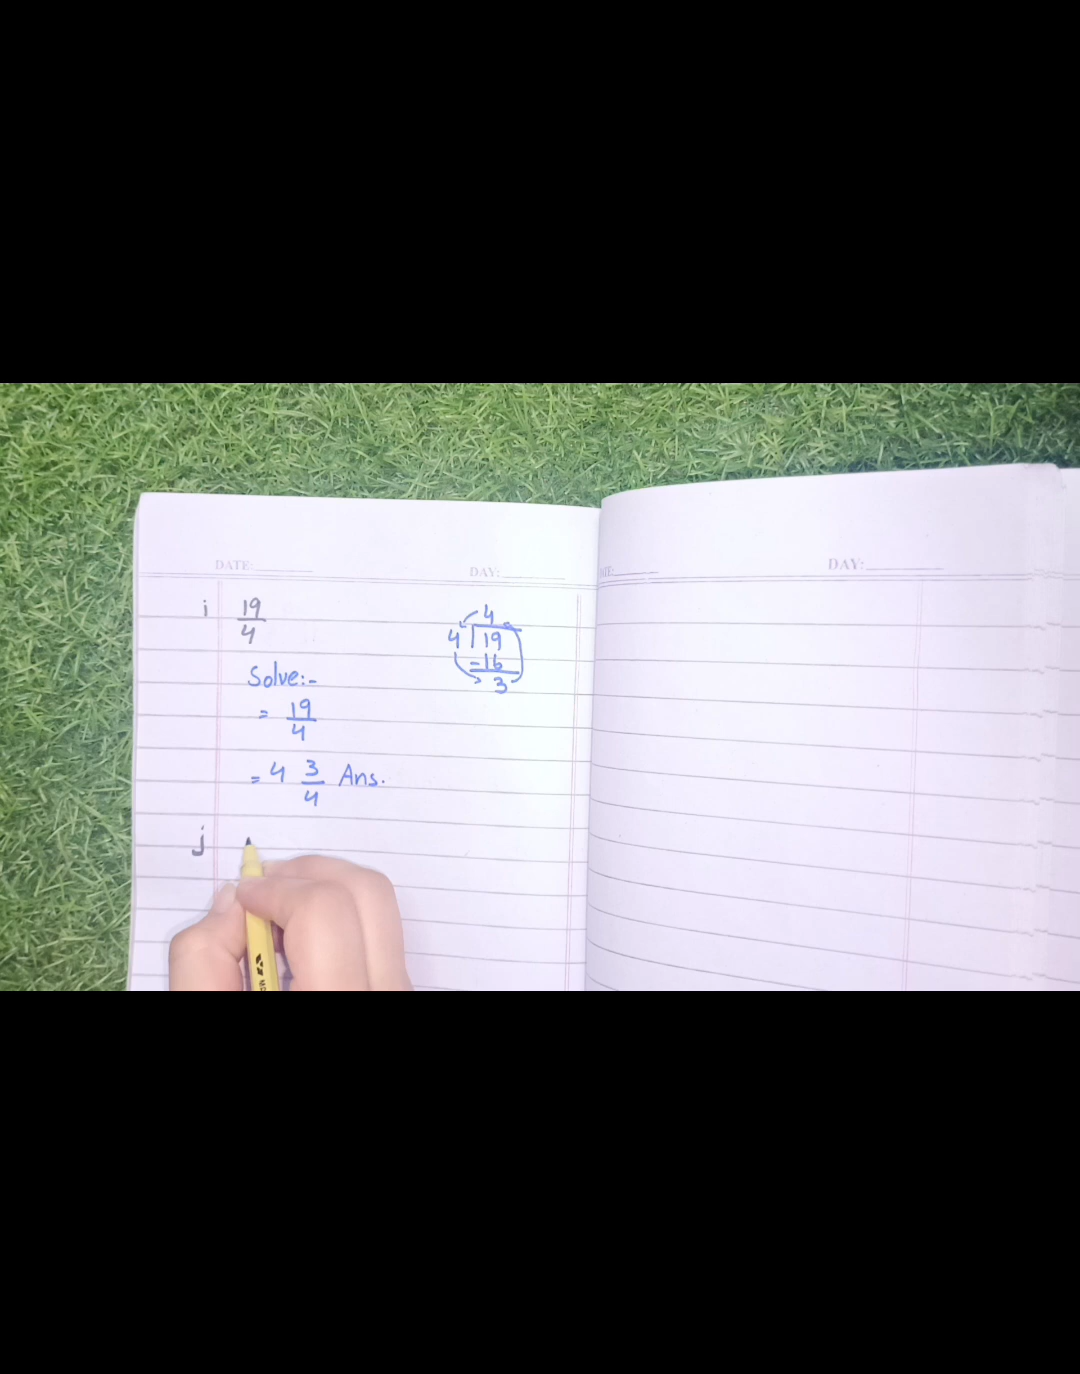 DATE:
DAY:
DAY:
i 19/4
4
4 19
-16
3
Solve:-
= 19/4
= 4 3/4 Ans.
j